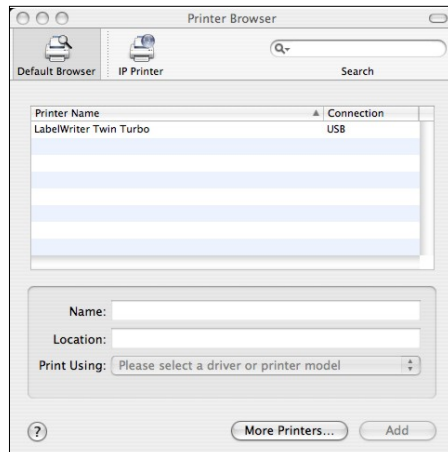 Printer Browser
Default Browser
IP Printer
Search
Printer Name Connection
LabelWriter Twin Turbo USB
Name:
Location:
Print Using: Please select a driver or printer model
? More Printers... Add